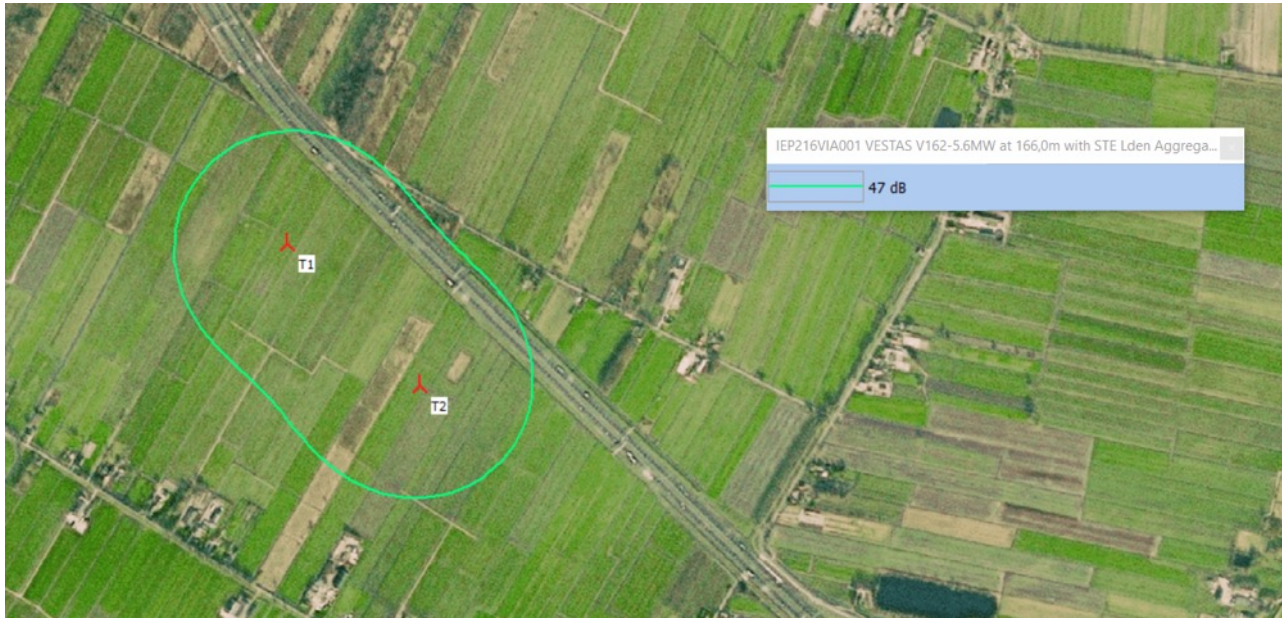 IEP216VIA001 VESTAS V162-5.6MW at 166,0m with STE Lden Aggrega...
47 dB
T1
T2